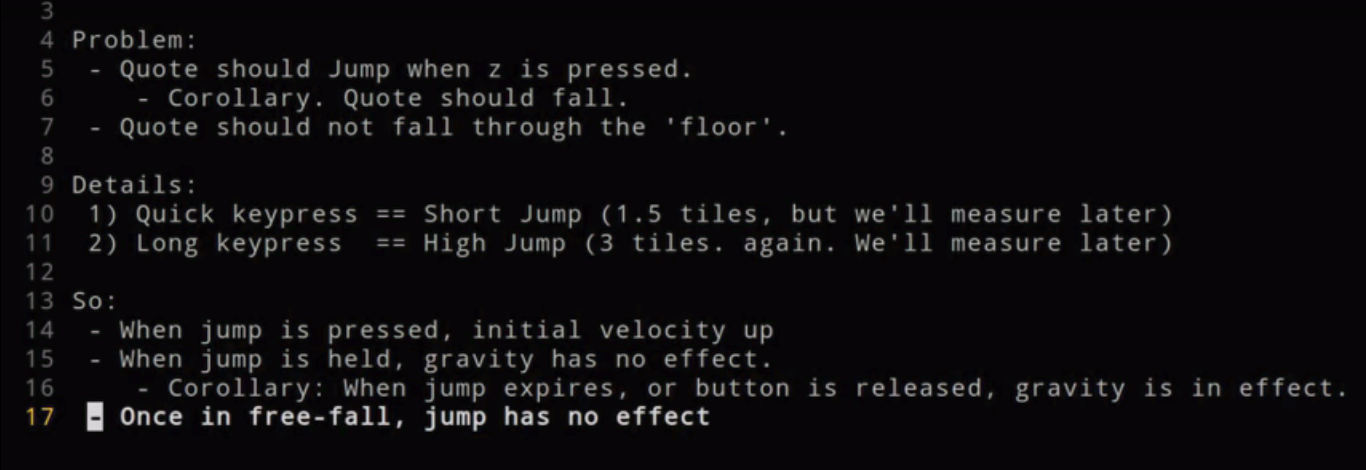 3
4 Problem:
5 - Quote should Jump when z is pressed.
6 - Corollary. Quote should fall.
7 - Quote should not fall through the 'floor'.
8
9 Details:
10 1) Quick keypress == Short Jump (1.5 tiles, but we'll measure later)
11 2) Long keypress == High Jump (3 tiles. again. We'll measure later)
12
13 So:
14 - When jump is pressed, initial velocity up
15 - When jump is held, gravity has no effect.
16 - Corollary: When jump expires, or button is released, gravity is in effect.
17 - Once in free-fall, jump has no effect